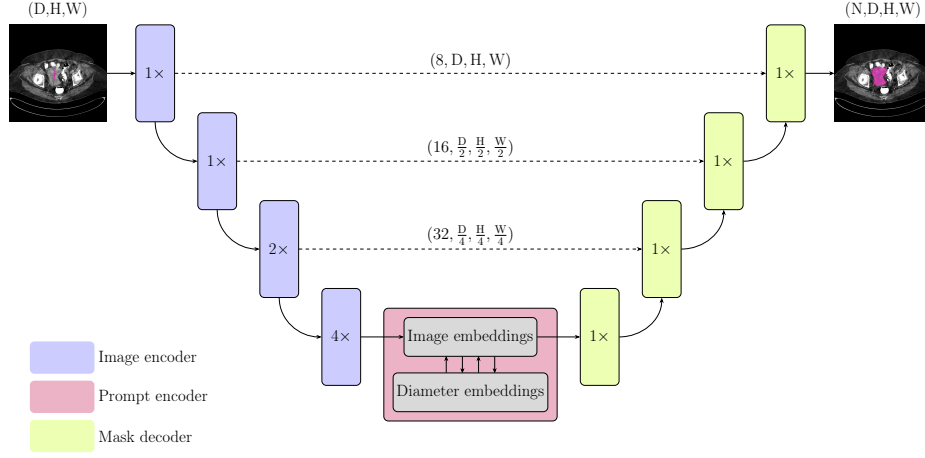 (D,H,W)
(N,D,H,W)
1×
(8, D, H, W)
1×
1×
(16, D/2, H/2, W/2)
1×
2×
(32, D/4, H/4, W/4)
1×
4×
Image embeddings
1×
Diameter embeddings
Image encoder
Prompt encoder
Mask decoder